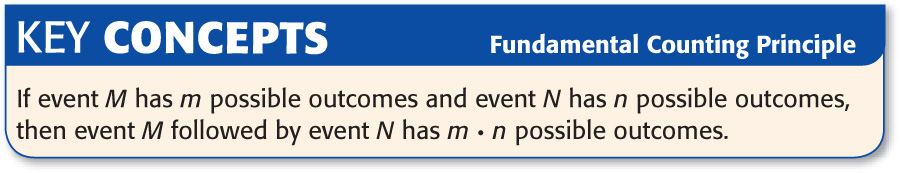 KEY CONCEPTS Fundamental Counting Principle
If event M has m possible outcomes and event N has n possible outcomes,
then event M followed by event N has m • n possible outcomes.